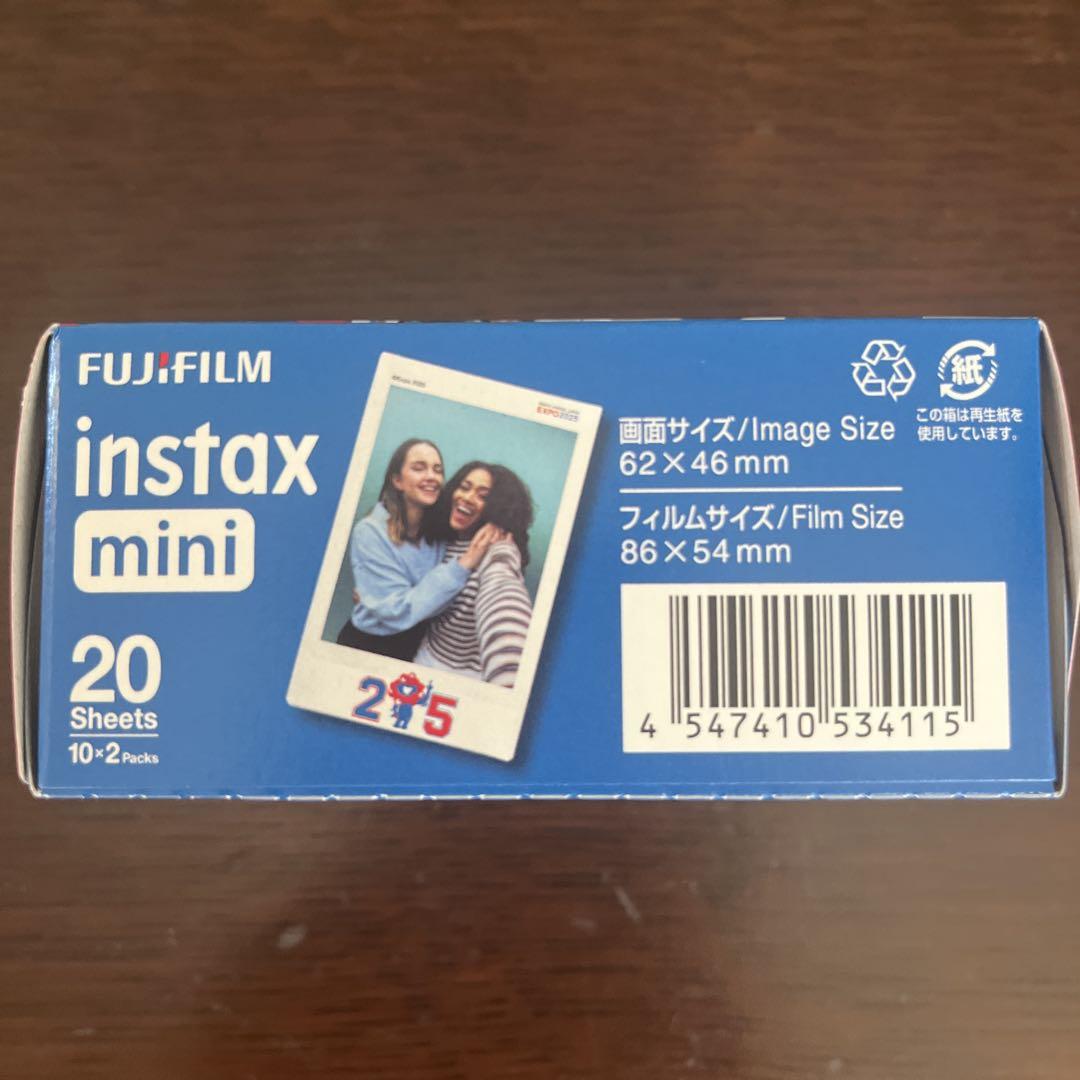 FUJIFILM
instax
mini
20
Sheets
10×2 Packs
©Expo 2025
EXPO2025
2 5
画面サイズ/Image Size
62×46mm
フィルムサイズ/Film Size
86×54mm
紙
この箱は再生紙を
使用しています。
4 547410 534115